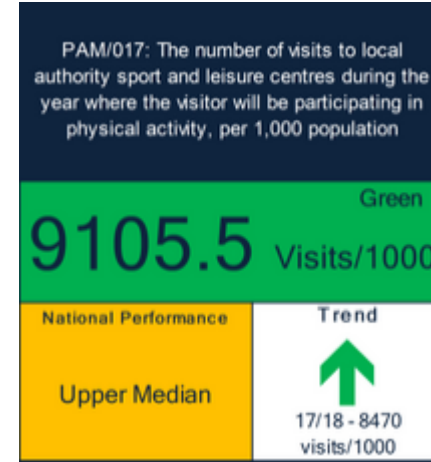 PAM/017: The number of visits to local
authority sport and leisure centres during the
year where the visitor will be participating in
physical activity, per 1,000 population
Green
9105.5 Visits/1000
National Performance
Upper Median
Trend
17/18 - 8470
visits/1000